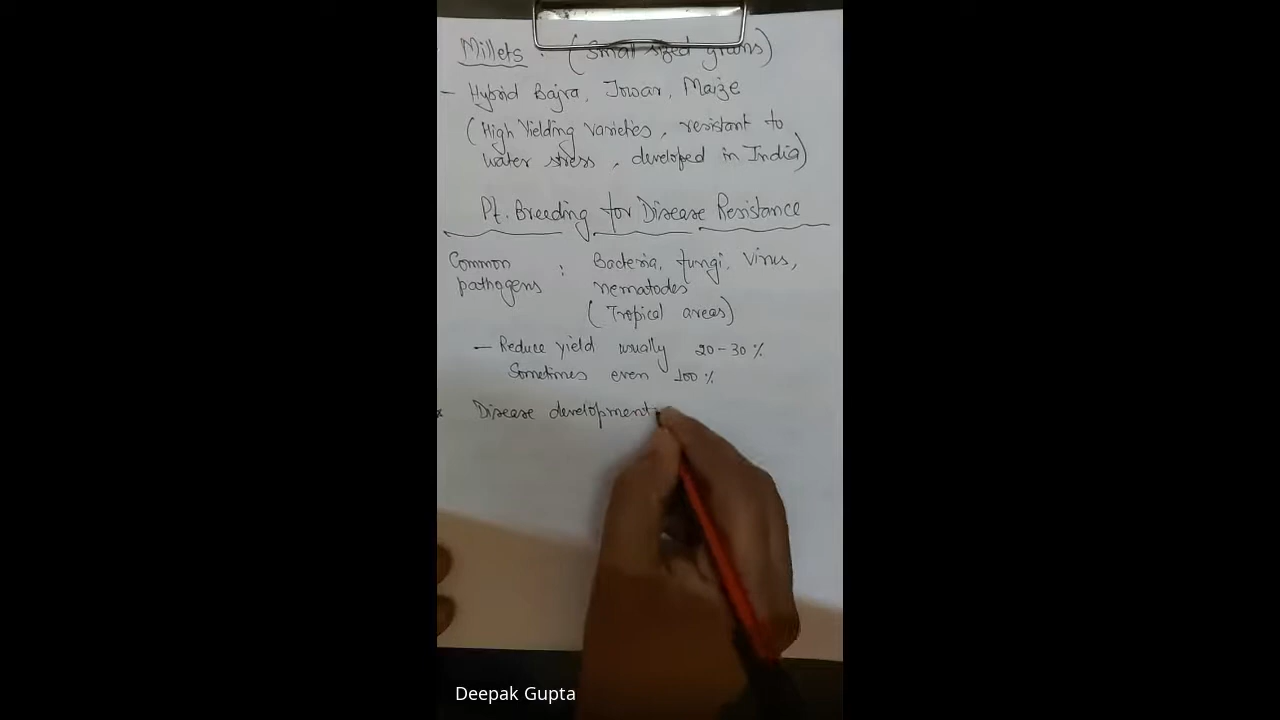 Millets : (Small sized grains)
- Hybrid Bajra, Jowar, Maize
(High Yielding varieties, resistant to
water stress, developed in India)
Pt. Breeding for Disease Resistance
Common : Bacteria, fungi, Virus,
pathogens nematodes
(Tropical areas)
- Reduce yield usually 20-30%
Sometimes even 100%
* Disease development
Deepak Gupta